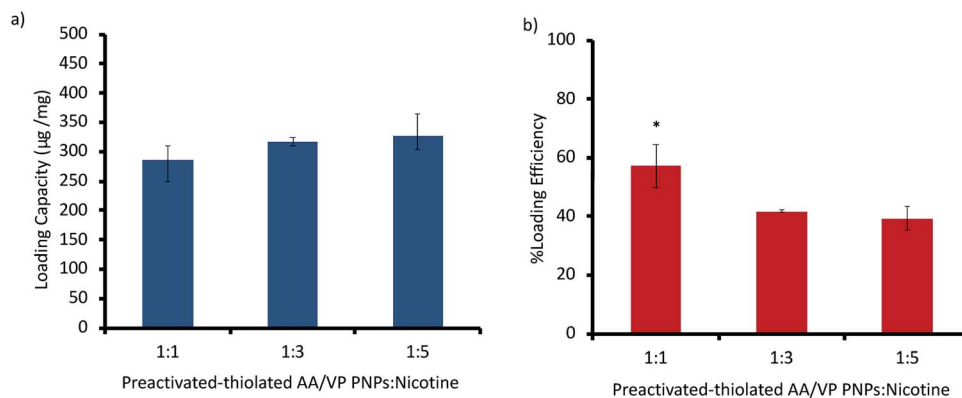 a)
Loading Capacity (µg /mg)
500
450
400
350
300
250
200
150
100
50
0
1:1 1:3 1:5
Preactivated-thiolated AA/VP PNPs:Nicotine
b)
%Loading Efficiency
100
80
60
40
20
0
*
1:1 1:3 1:5
Preactivated-thiolated AA/VP PNPs:Nicotine